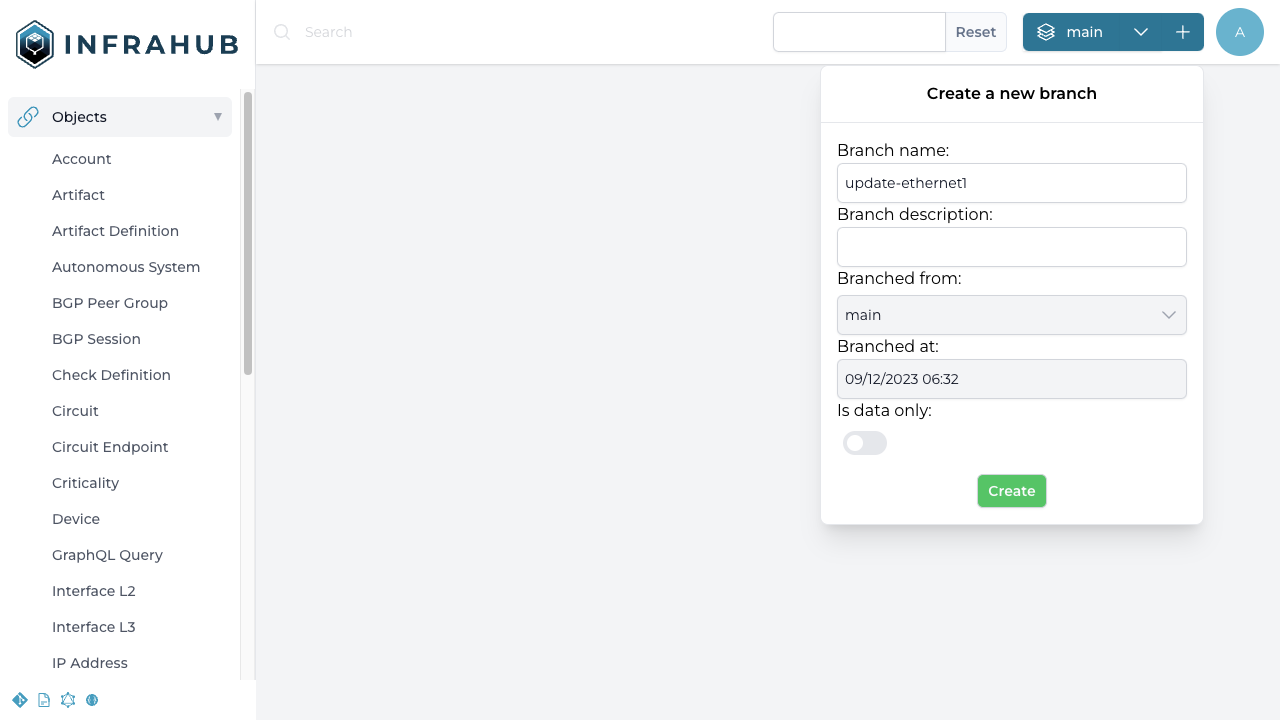 INFRAHUB
Search
Reset
main
A
Objects
Account
Artifact
Artifact Definition
Autonomous System
BGP Peer Group
BGP Session
Check Definition
Circuit
Circuit Endpoint
Criticality
Device
GraphQL Query
Interface L2
Interface L3
IP Address
Create a new branch
Branch name:
update-ethernet1
Branch description:
Branched from:
main
Branched at:
09/12/2023 06:32
Is data only:
Create